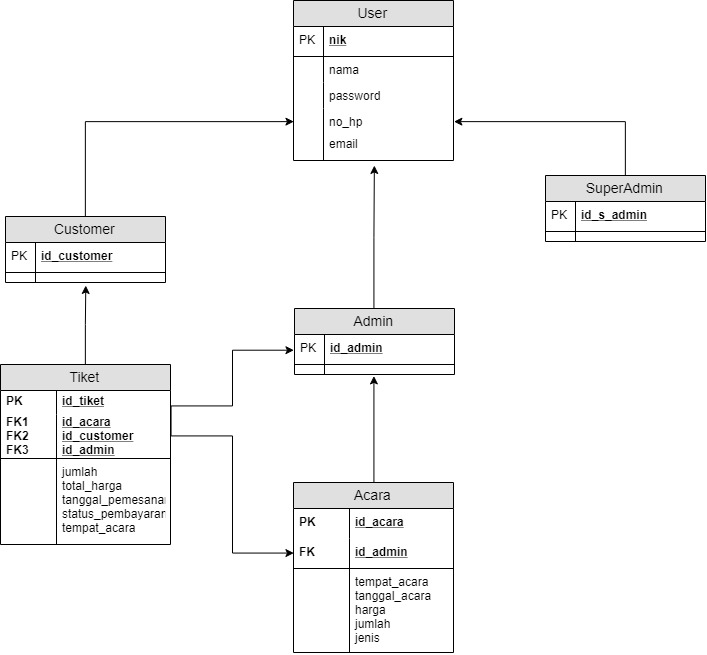 User
PK nik
nama
password
no_hp
email
SuperAdmin
PK id_s_admin
Customer
PK id_customer
Admin
PK id_admin
Tiket
PK id_tiket
FK1 id_acara
FK2 id_customer
FK3 id_admin
jumlah
total_harga
tanggal_pemesanan
status_pembayaran
tempat_acara
Acara
PK id_acara
FK id_admin
tempat_acara
tanggal_acara
harga
jumlah
jenis